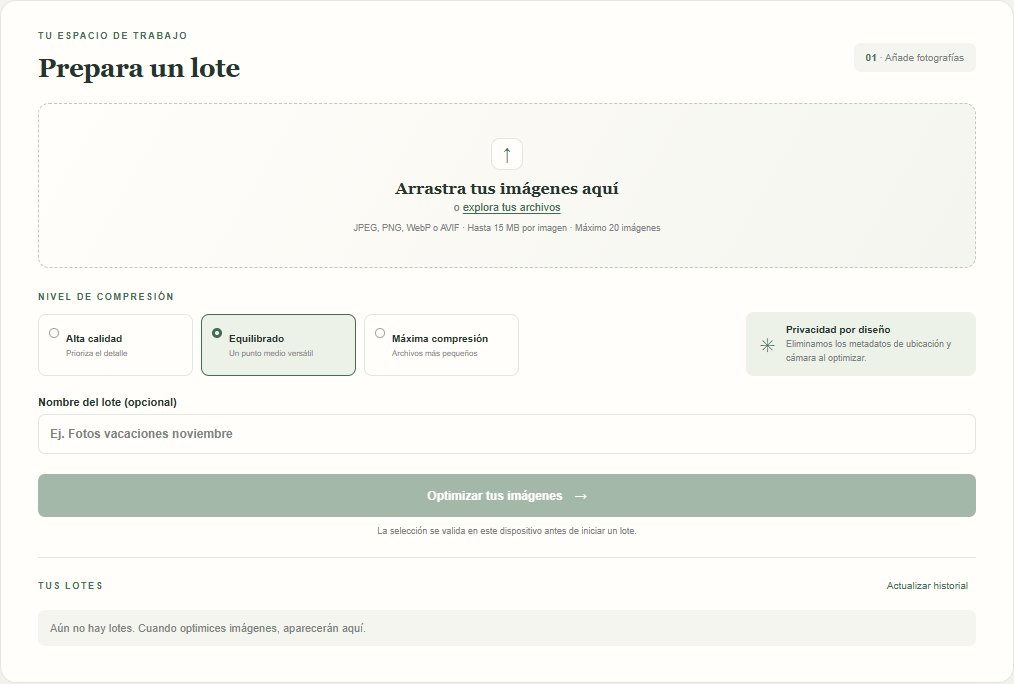 TU ESPACIO DE TRABAJO
Prepara un lote
01 · Añade fotografías
↑
Arrastra tus imágenes aquí
o explora tus archivos
JPEG, PNG, WebP o AVIF · Hasta 15 MB por imagen · Máximo 20 imágenes
NIVEL DE COMPRESIÓN
Alta calidad
Prioriza el detalle
Equilibrado
Un punto medio versátil
Máxima compresión
Archivos más pequeños
Privacidad por diseño
Eliminamos los metadatos de ubicación y
cámara al optimizar.
Nombre del lote (opcional)
Ej. Fotos vacaciones noviembre
Optimizar tus imágenes →
La selección se valida en este dispositivo antes de iniciar un lote.
TUS LOTES
Actualizar historial
Aún no hay lotes. Cuando optimices imágenes, aparecerán aquí.